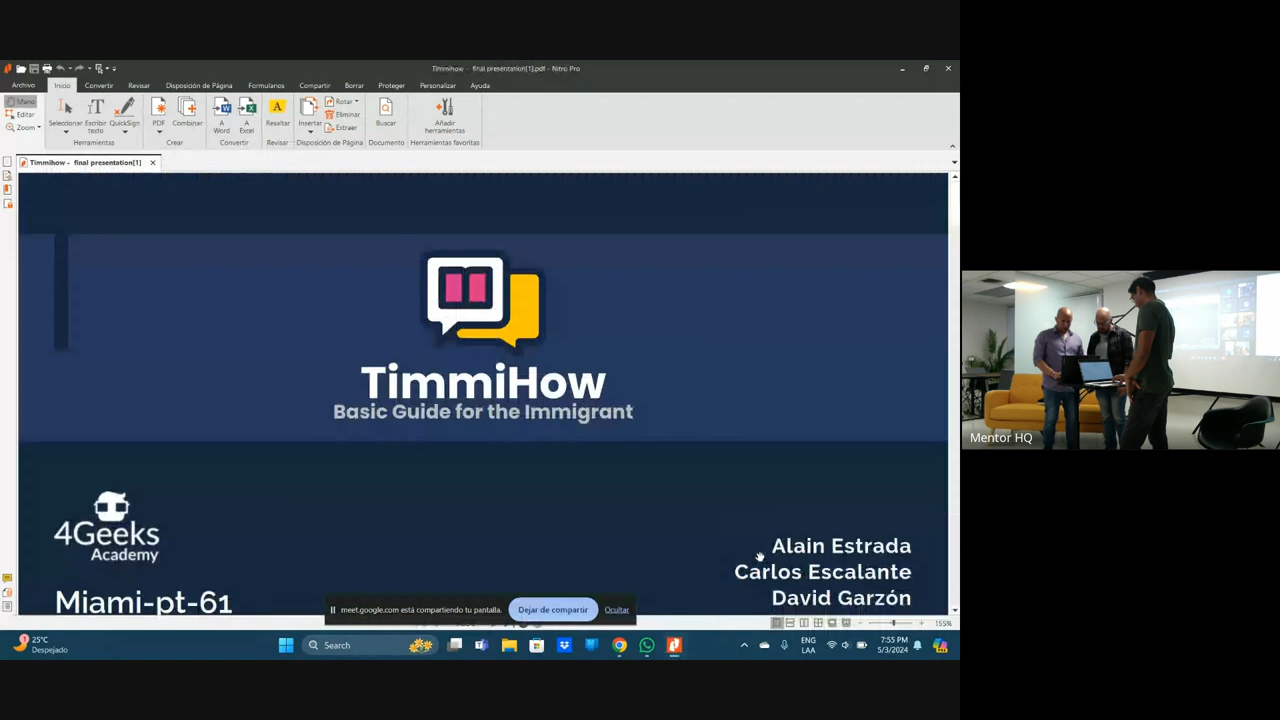 Timmihow - final presentation[1].pdf - Nitro Pro
Archivo Inicio Convertir Revisar Disposición de Página Formularios Compartir Borrar Proteger Personalizar Ayuda
Mano
Editar
Zoom
Seleccionar
Escribir texto
QuickSign
Herramientas
PDF
Combinar
Crear
A Word
A Excel
Convertir
Resaltar
Revisar
Insertar
Rotar
Eliminar
Extraer
Disposición de Página
Buscar
Documento
Añadir herramientas
Herramientas favoritas
Timmihow - final presentation[1]
TimmiHow
Basic Guide for the Immigrant
4Geeks
Academy
Miami-pt-61
Alain Estrada
Carlos Escalante
David Garzón
meet.google.com está compartiendo tu pantalla.
Dejar de compartir
Ocultar
155%
1
25°C
Despejado
Search
ENG
LAA
7:55 PM
5/3/2024
Mentor HQ